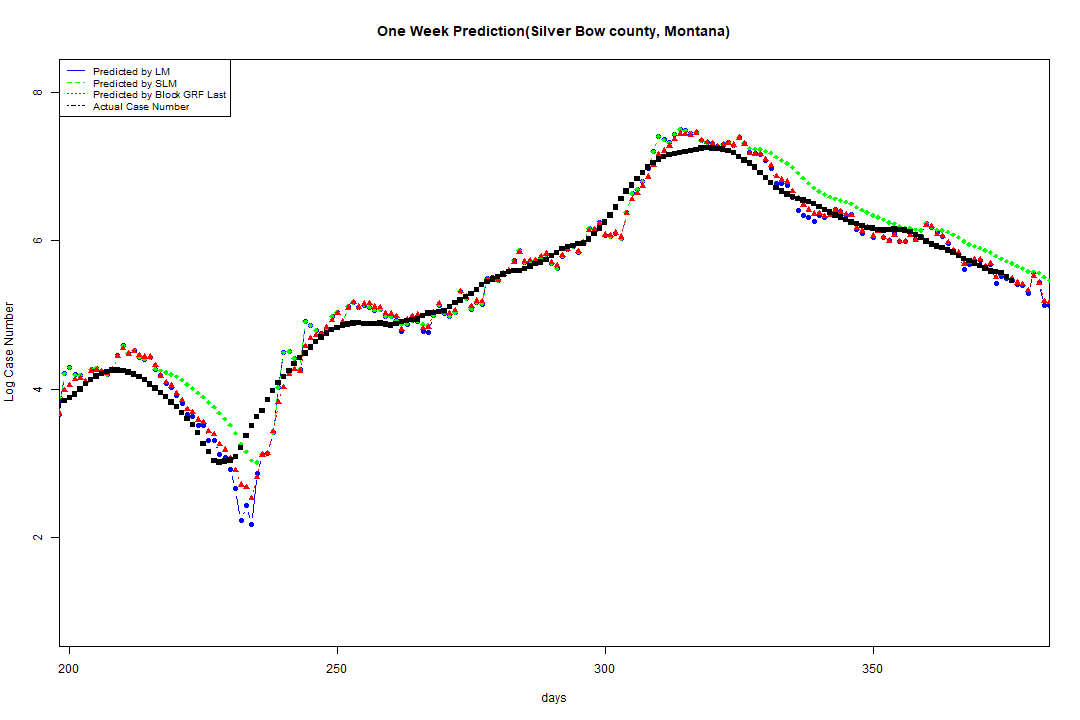 One Week Prediction(Silver Bow county, Montana)
Predicted by LM
Predicted by SLM
Predicted by Block GRF Last
Actual Case Number
8
6
4
2
Log Case Number
200 250 300 350
days